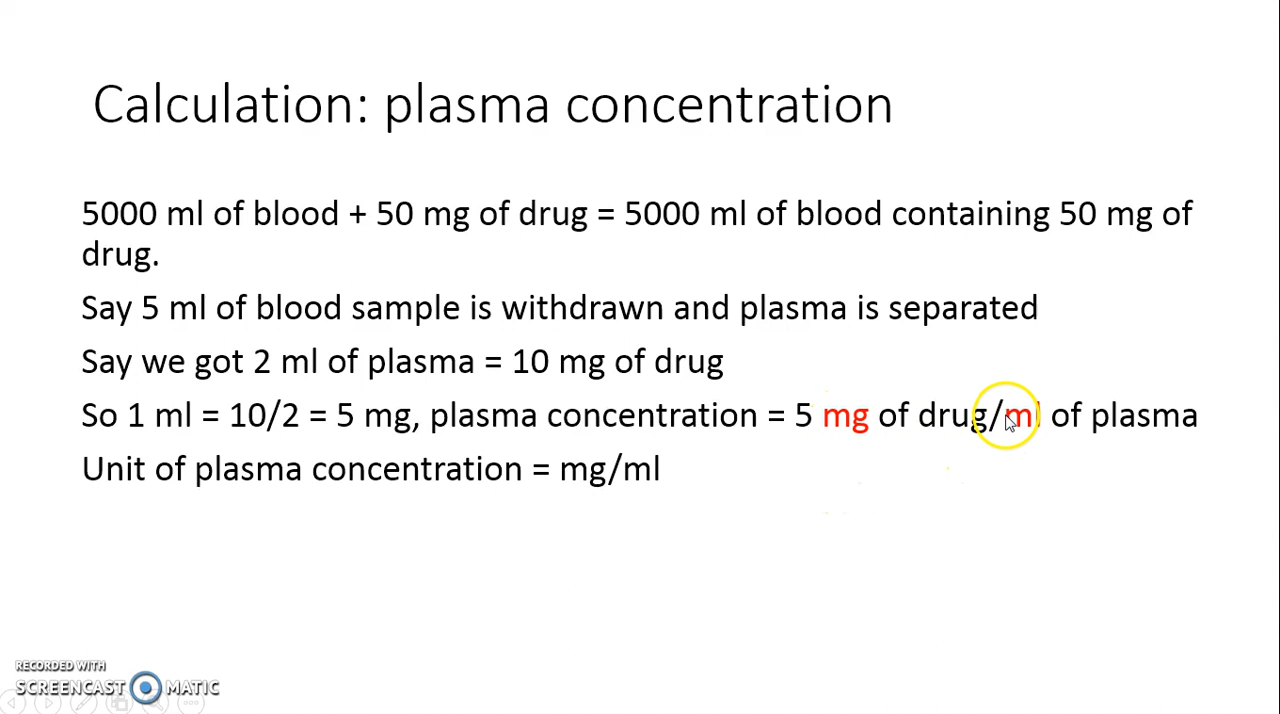 Calculation: plasma concentration
5000 ml of blood + 50 mg of drug = 5000 ml of blood containing 50 mg of
drug.
Say 5 ml of blood sample is withdrawn and plasma is separated
Say we got 2 ml of plasma = 10 mg of drug
So 1 ml = 10/2 = 5 mg, plasma concentration = 5 mg of drug/ml of plasma
Unit of plasma concentration = mg/ml
RECORDED WITH
SCREENCAST MATIC